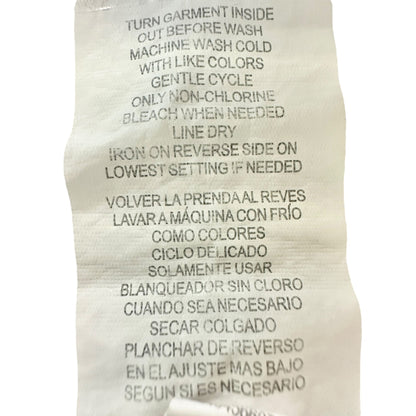 TURN GARMENT INSIDE
OUT BEFORE WASH
MACHINE WASH COLD
WITH LIKE COLORS
GENTLE CYCLE
ONLY NON-CHLORINE
BLEACH WHEN NEEDED
LINE DRY
IRON ON REVERSE SIDE ON
LOWEST SETTING IF NEEDED
VOLVER LA PRENDA AL REVES
LAVAR A MÁQUINA CON FRÍO
COMO COLORES
CICLO DELICADO
SOLAMENTE USAR
BLANQUEADOR SIN CLORO
CUANDO SEA NECESARIO
SECAR COLGADO
PLANCHAR DE REVERSO
EN EL AJUSTE MAS BAJO
SEGUN SI ES NECESARIO